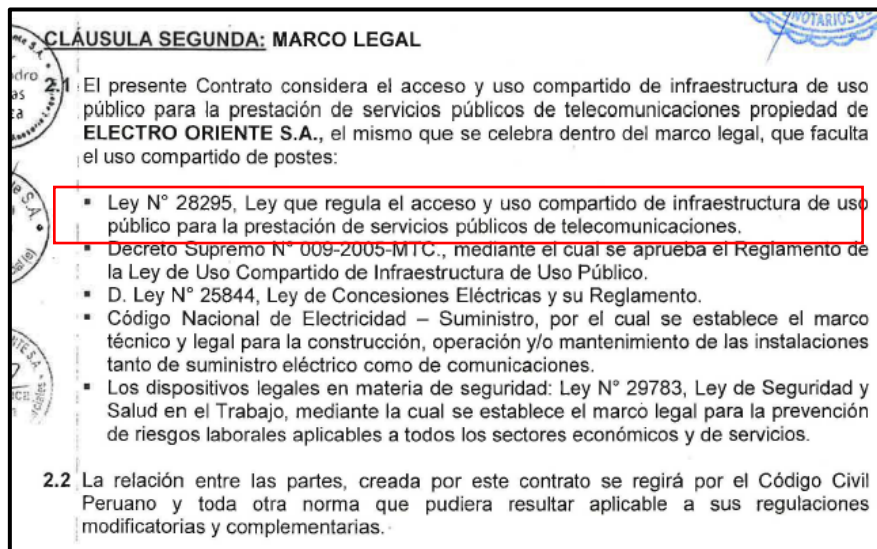 NOTARIOS DE
CLÁUSULA SEGUNDA: MARCO LEGAL
2.1 El presente Contrato considera el acceso y uso compartido de infraestructura de uso
público para la prestación de servicios públicos de telecomunicaciones propiedad de
ELECTRO ORIENTE S.A., el mismo que se celebra dentro del marco legal, que faculta
el uso compartido de postes:
▪ Ley N° 28295, Ley que regula el acceso y uso compartido de infraestructura de uso
público para la prestación de servicios públicos de telecomunicaciones.
▪ Decreto Supremo N° 009-2005-MTC., mediante el cual se aprueba el Reglamento de
la Ley de Uso Compartido de Infraestructura de Uso Público.
▪ D. Ley N° 25844, Ley de Concesiones Eléctricas y su Reglamento.
▪ Código Nacional de Electricidad – Suministro, por el cual se establece el marco
técnico y legal para la construcción, operación y/o mantenimiento de las instalaciones
tanto de suministro eléctrico como de comunicaciones.
▪ Los dispositivos legales en materia de seguridad: Ley N° 29783, Ley de Seguridad y
Salud en el Trabajo, mediante la cual se establece el marco legal para la prevención
de riesgos laborales aplicables a todos los sectores económicos y de servicios.
2.2 La relación entre las partes, creada por este contrato se regirá por el Código Civil
Peruano y toda otra norma que pudiera resultar aplicable a sus regulaciones
modificatorias y complementarias.